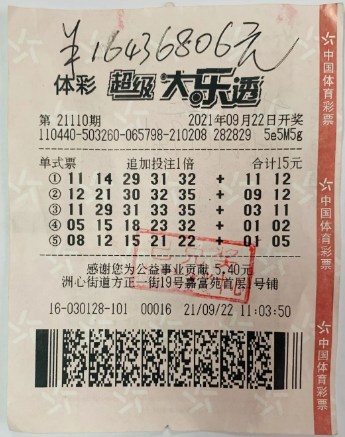 ¥16436806元
体彩 超级大乐透
第 21110期 2021年09月22日开奖
110440-503260-065798-210208 282829 5e5M5g
单式票 追加投注1倍 合计15元
① 11 14 29 31 32 + 11 12
② 12 21 30 32 35 + 09 12
③ 11 29 31 33 35 + 03 11
④ 05 15 18 23 32 + 01 02
⑤ 08 12 15 21 22 + 01 05
感谢您为公益事业贡献 5.40元
洲心街道方正一街19号嘉富苑首层 号铺
16-030128-101 00016 21/09/22 11:03:50
中国体育彩票
中国体育彩票
中国体育彩票